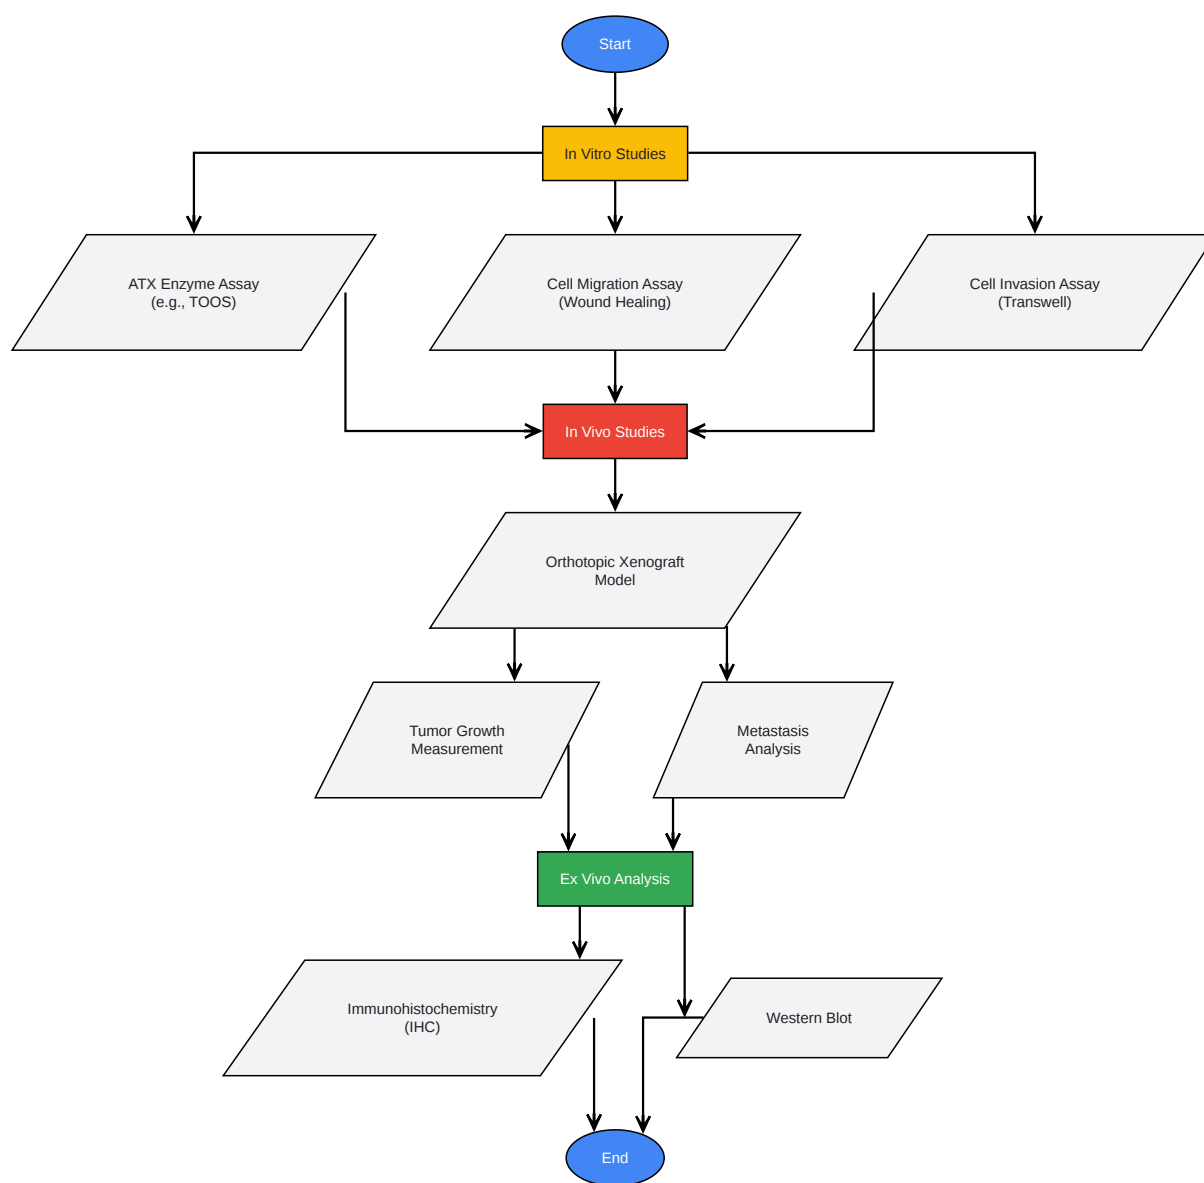 Start
In Vitro Studies
ATX Enzyme Assay
(e.g., TOOS)
Cell Migration Assay
(Wound Healing)
Cell Invasion Assay
(Transwell)
In Vivo Studies
Orthotopic Xenograft
Model
Tumor Growth
Measurement
Metastasis
Analysis
Ex Vivo Analysis
Immunohistochemistry
(IHC)
Western Blot
End